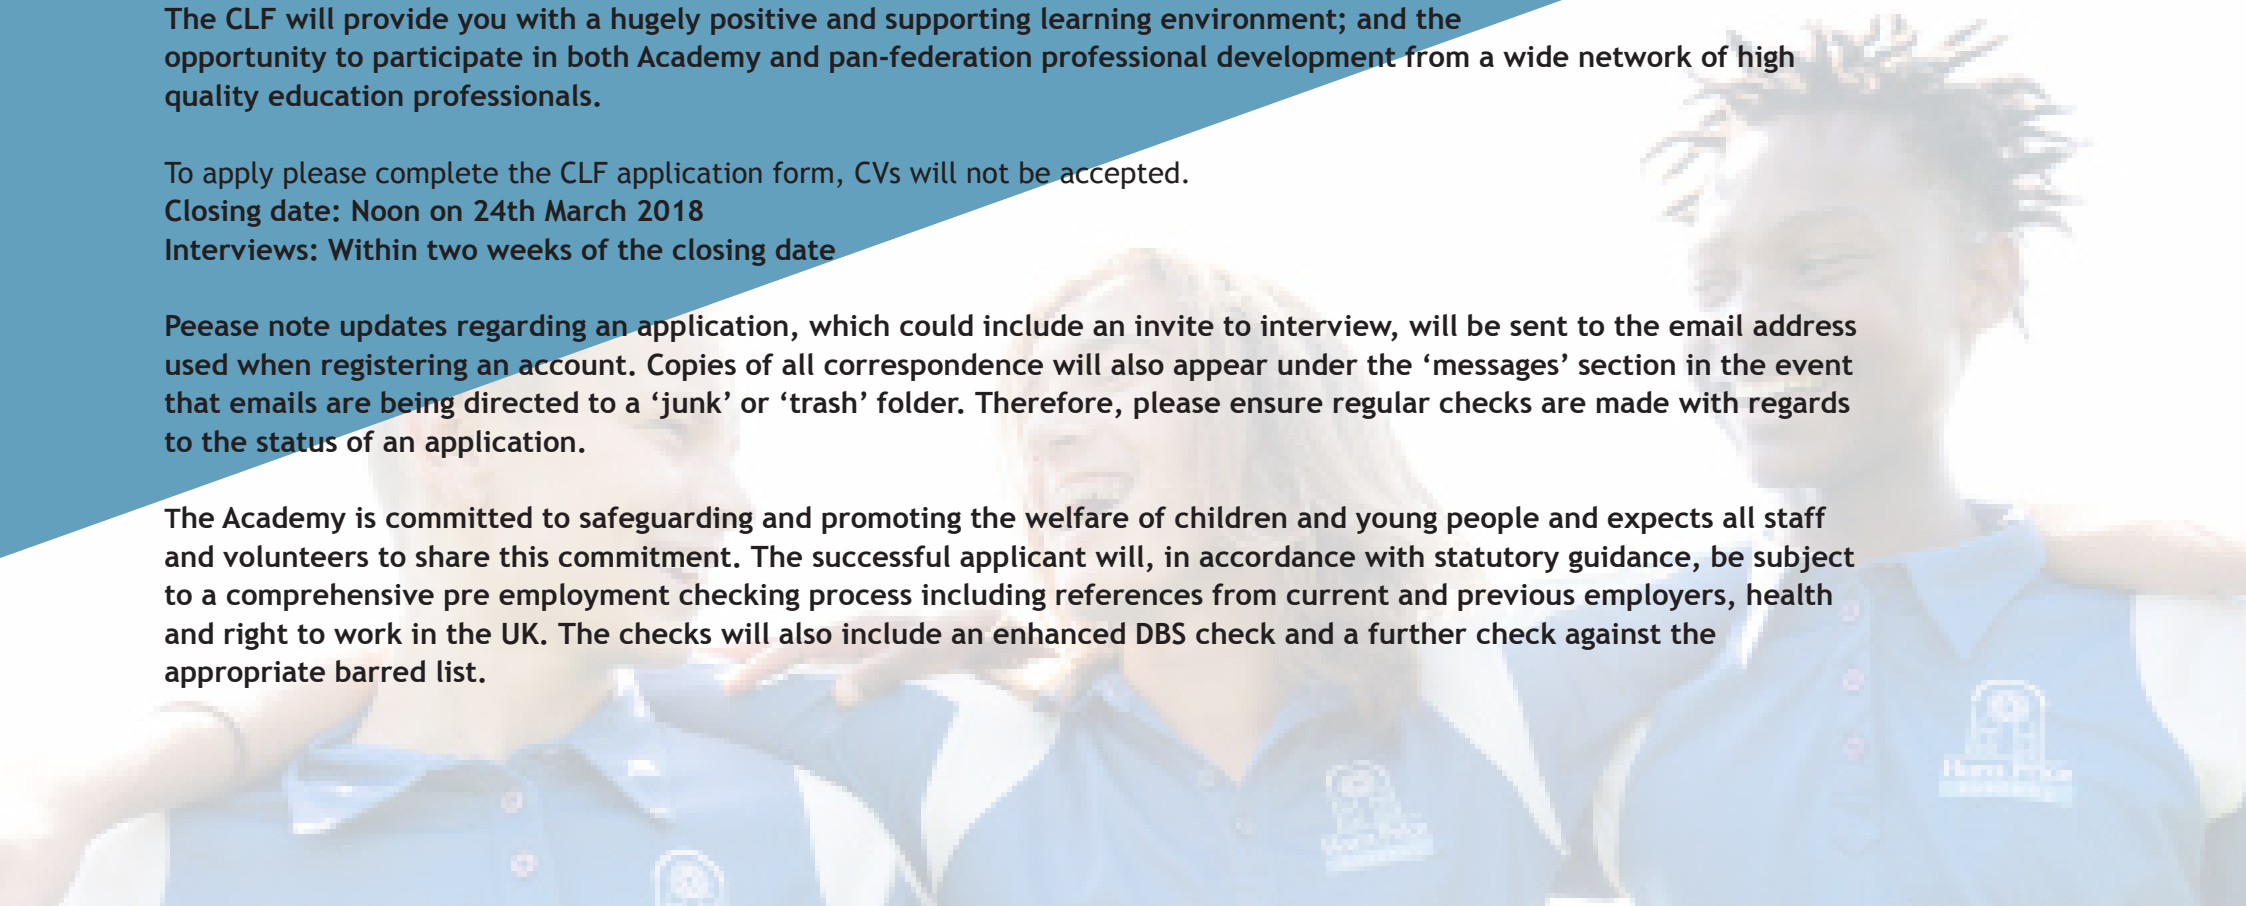 The CLF will provide you with a hugely positive and supporting learning environment; and the
opportunity to participate in both Academy and pan-federation professional development from a wide network of high
quality education professionals.
To apply please complete the CLF application form, CVs will not be accepted.
Closing date: Noon on 24th March 2018
Interviews: Within two weeks of the closing date
Peease note updates regarding an application, which could include an invite to interview, will be sent to the email address
used when registering an account. Copies of all correspondence will also appear under the ‘messages’ section in the event
that emails are being directed to a ‘junk’ or ‘trash’ folder. Therefore, please ensure regular checks are made with regards
to the status of an application.
The Academy is committed to safeguarding and promoting the welfare of children and young people and expects all staff
and volunteers to share this commitment. The successful applicant will, in accordance with statutory guidance, be subject
to a comprehensive pre employment checking process including references from current and previous employers, health
and right to work in the UK. The checks will also include an enhanced DBS check and a further check against the
appropriate barred list.